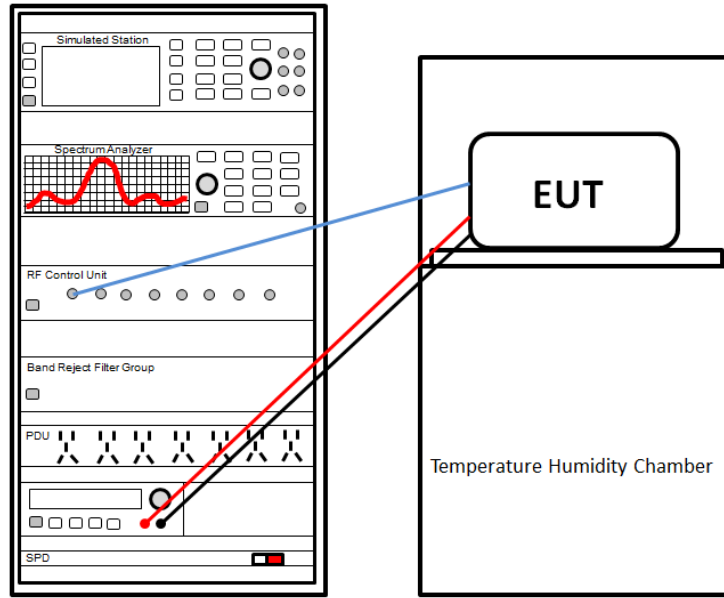 Simulated Station
Spectrum Analyzer
EUT
RF Control Unit
Band Reject Filter Group
PDU
Temperature Humidity Chamber
SPD